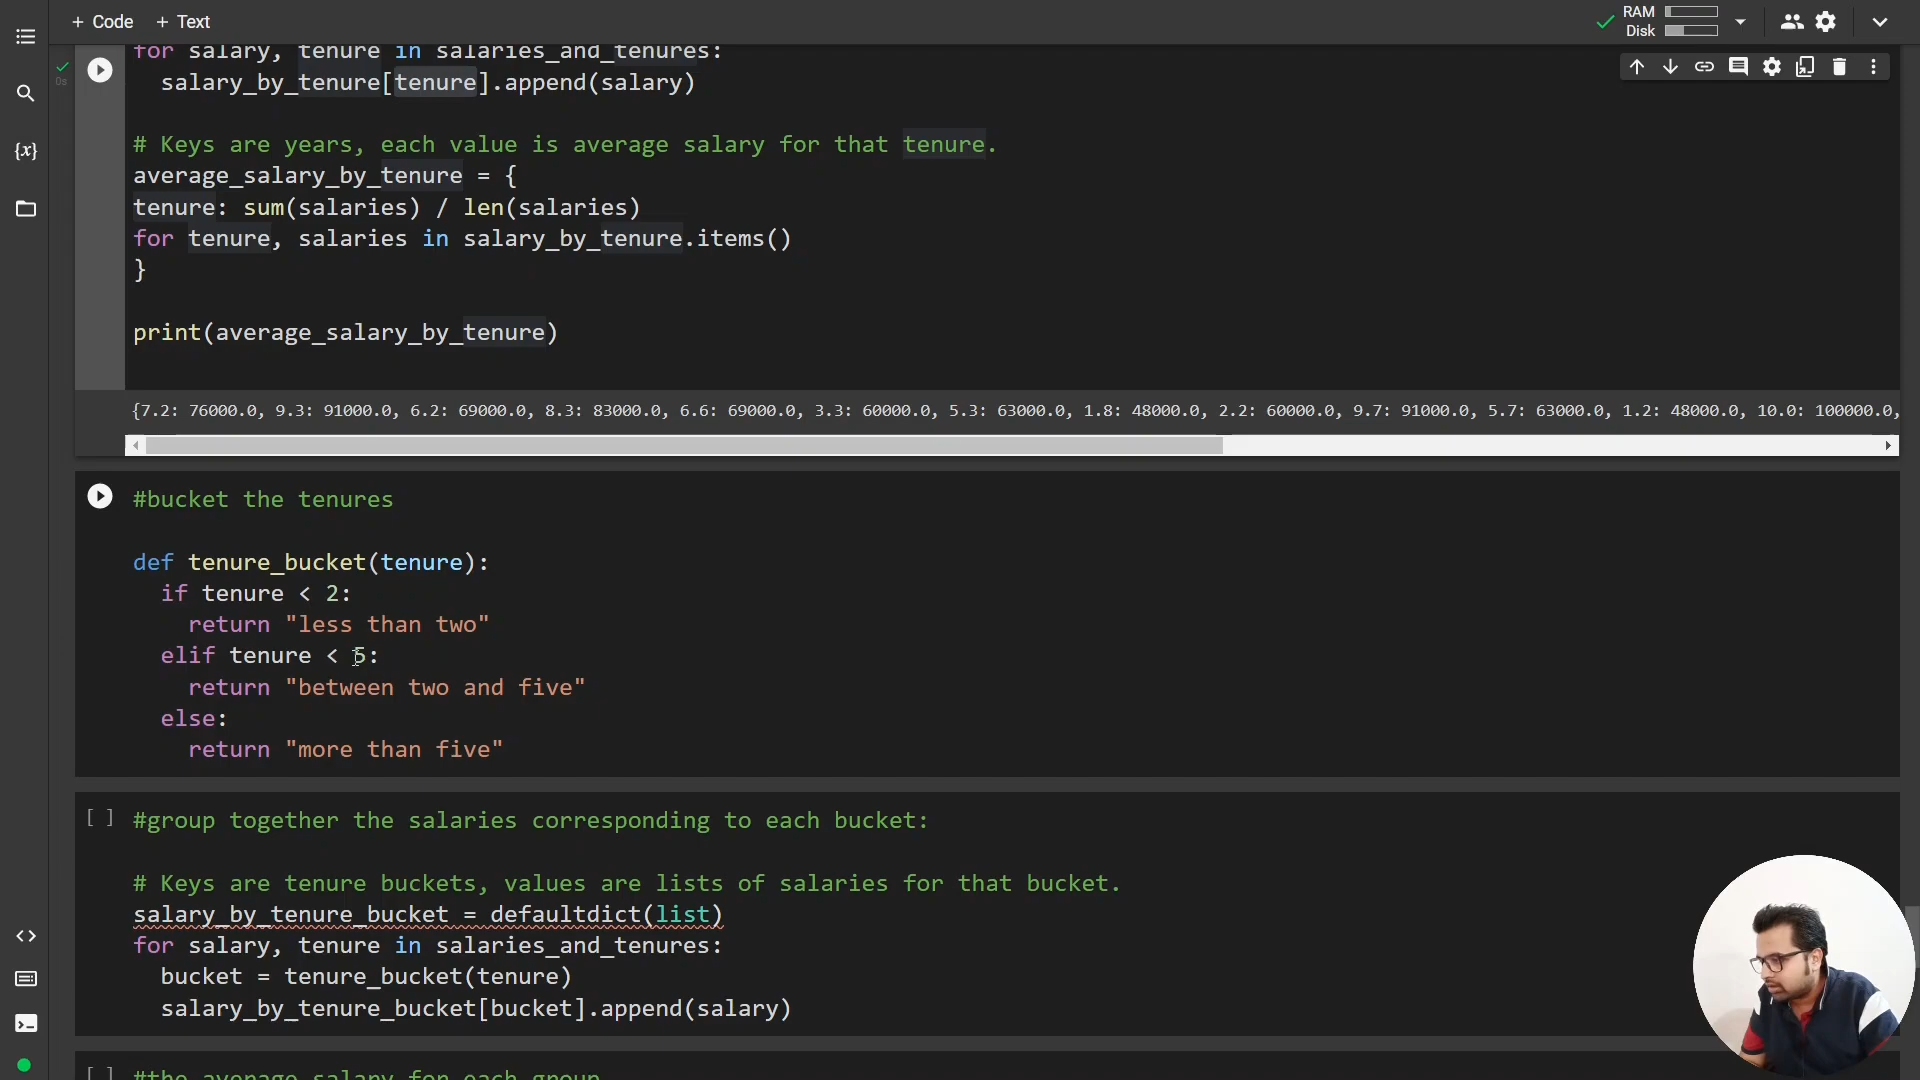 + Code + Text
RAM
Disk
for salary, tenure in salaries_and_tenures:
salary_by_tenure[tenure].append(salary)
0s
{x}
# Keys are years, each value is average salary for that tenure.
average_salary_by_tenure = {
tenure: sum(salaries) / len(salaries)
for tenure, salaries in salary_by_tenure.items()
}
print(average_salary_by_tenure)
{7.2: 76000.0, 9.3: 91000.0, 6.2: 69000.0, 8.3: 83000.0, 6.6: 69000.0, 3.3: 60000.0, 5.3: 63000.0, 1.8: 48000.0, 2.2: 60000.0, 9.7: 91000.0, 5.7: 63000.0, 1.2: 48000.0, 10.0: 100000.0,
#bucket the tenures
def tenure_bucket(tenure):
if tenure < 2:
return "less than two"
elif tenure < 5:
return "between two and five"
else:
return "more than five"
[ ] #group together the salaries corresponding to each bucket:
# Keys are tenure buckets, values are lists of salaries for that bucket.
salary_by_tenure_bucket = defaultdict(list)
for salary, tenure in salaries_and_tenures:
bucket = tenure_bucket(tenure)
salary_by_tenure_bucket[bucket].append(salary)
[ ] #the average salary for each group